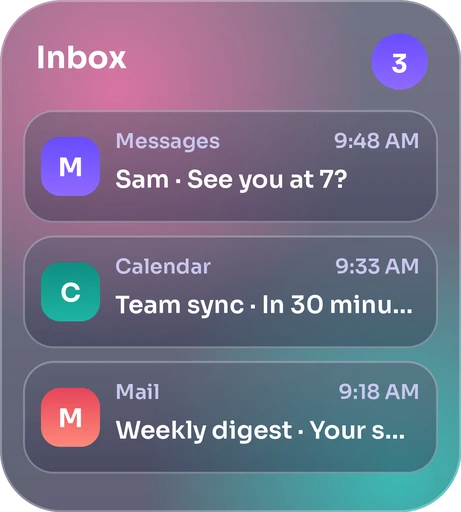 Inbox
3
M
Messages
9:48 AM
Sam · See you at 7?
C
Calendar
9:33 AM
Team sync · In 30 minu...
M
Mail
9:18 AM
Weekly digest · Your s...